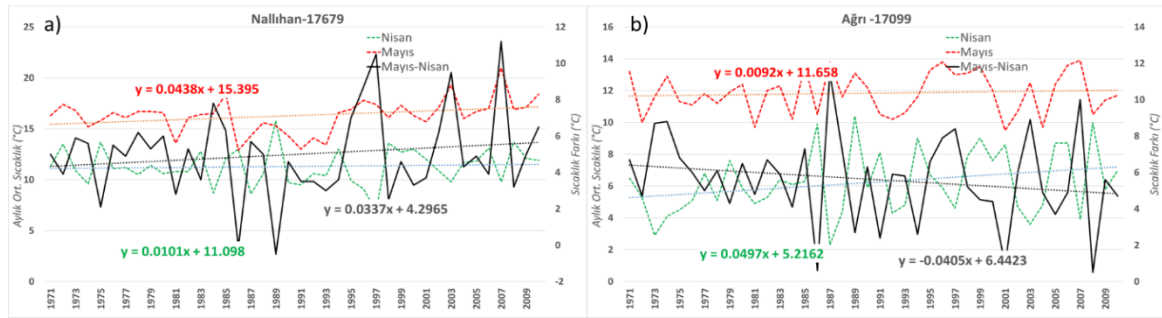 a)
Nallıhan-17679
Nisan
Mayıs
Mayıs-Nisan
y = 0.0438x + 15.395
y = 0.0337x + 4.2965
y = 0.0101x + 11.098
Aylık Ort. Sıcaklık (°C)
25
20
15
10
5
0
Sıcaklık Farkı (°C)
12
10
8
6
4
2
0
-2
1971 1973 1975 1977 1979 1981 1983 1985 1987 1989 1991 1993 1995 1997 1999 2001 2003 2005 2007 2009
b)
Ağrı -17099
Nisan
Mayıs
Mayıs-Nisan
y = 0.0092x + 11.658
y = 0.0497x + 5.2162
y = -0.0405x + 6.4423
Aylık Ort. Sıcaklık (°C)
16
14
12
10
8
6
4
2
0
Sıcaklık Farkı (°C)
14
12
10
8
6
4
2
0
1971 1973 1975 1977 1979 1981 1983 1985 1987 1989 1991 1993 1995 1997 1999 2001 2003 2005 2007 2009